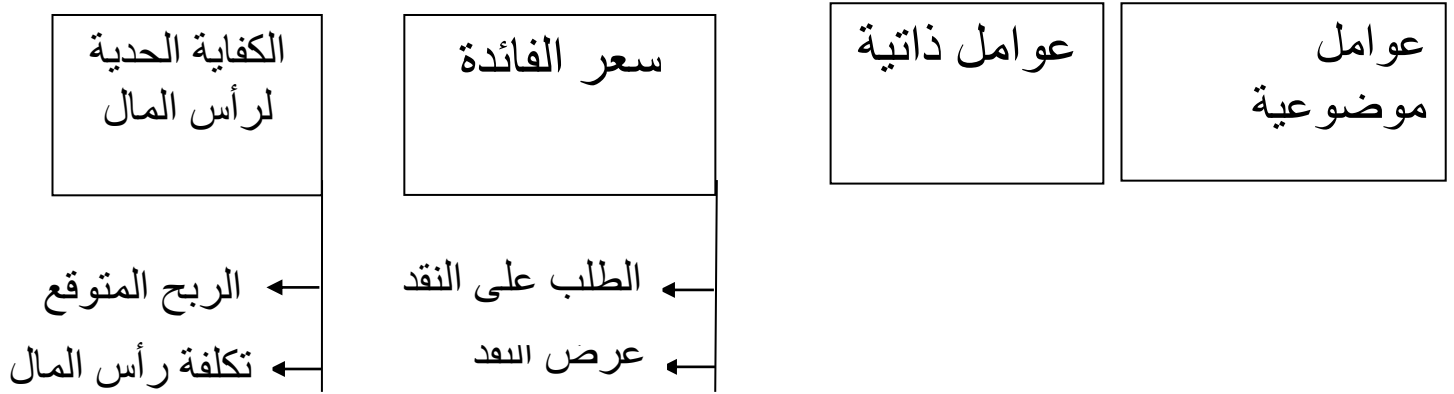 عوامل
موضوعية
عوامل ذاتية
سعر الفائدة
الطلب على النقد
عرض النقد
الكفاية الحدية
لرأس المال
الربح المتوقع
تكلفة رأس المال